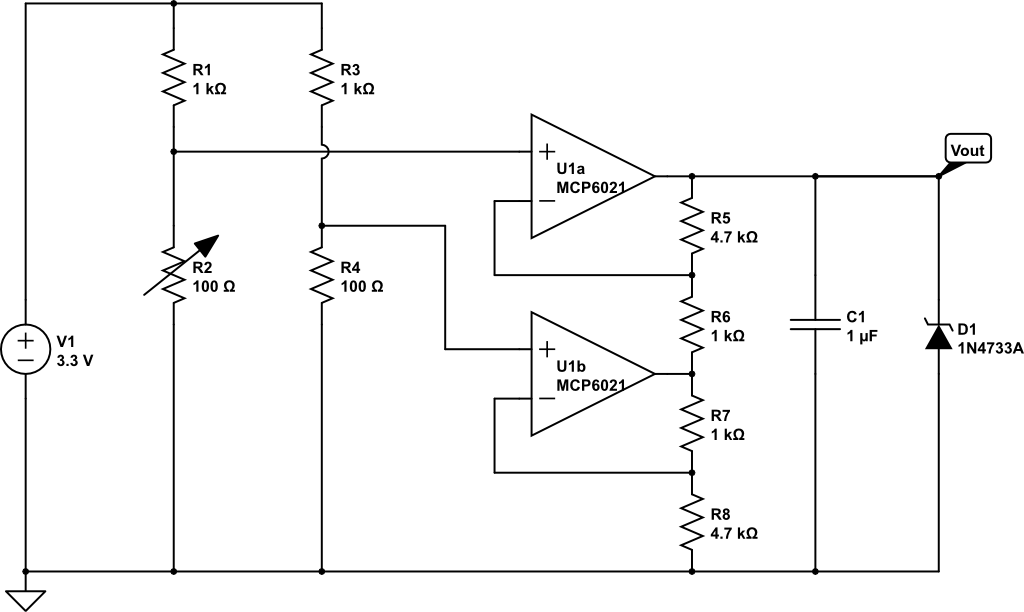 R1
1 kΩ
R3
1 kΩ
+
U1a
MCP6021
−
Vout
R5
4.7 kΩ
R2
100 Ω
R4
100 Ω
R6
1 kΩ
C1
1 µF
D1
1N4733A
+
−
V1
3.3 V
+
U1b
MCP6021
−
R7
1 kΩ
R8
4.7 kΩ